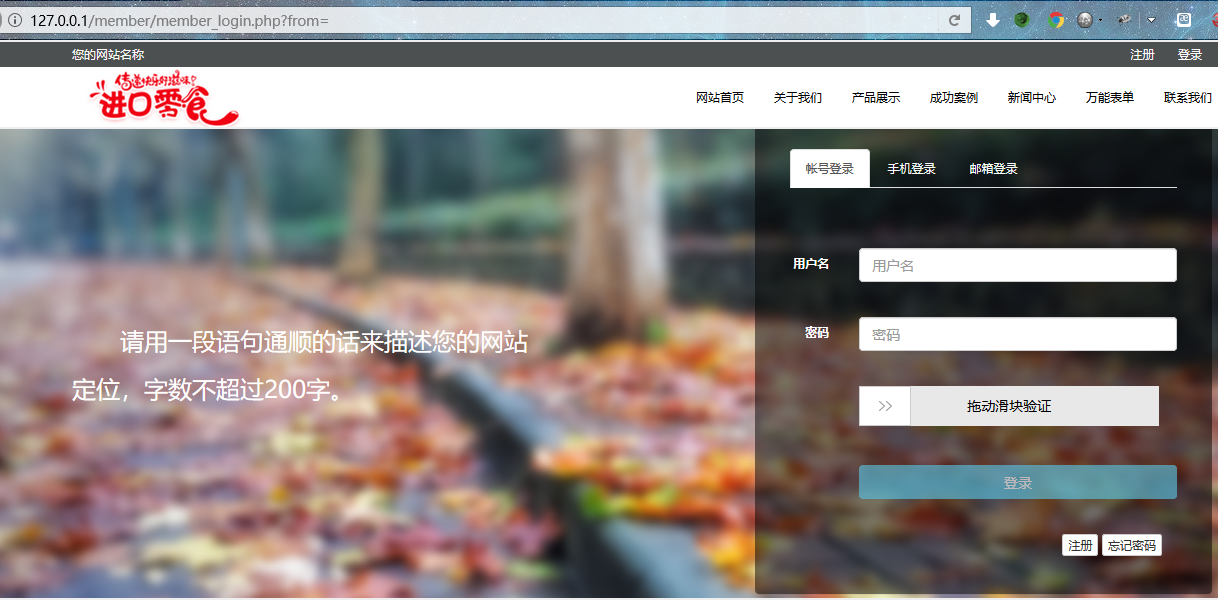 127.0.0.1/member/member_login.php?from=
您的网站名称
注册 登录
传递快乐好滋味?
进口零食
网站首页 关于我们 产品展示 成功案例 新闻中心 万能表单 联系我们
帐号登录 手机登录 邮箱登录
用户名 用户名
密码 密码
>> 拖动滑块验证
登录
注册 忘记密码
请用一段语句通顺的话来描述您的网站
定位，字数不超过200字。